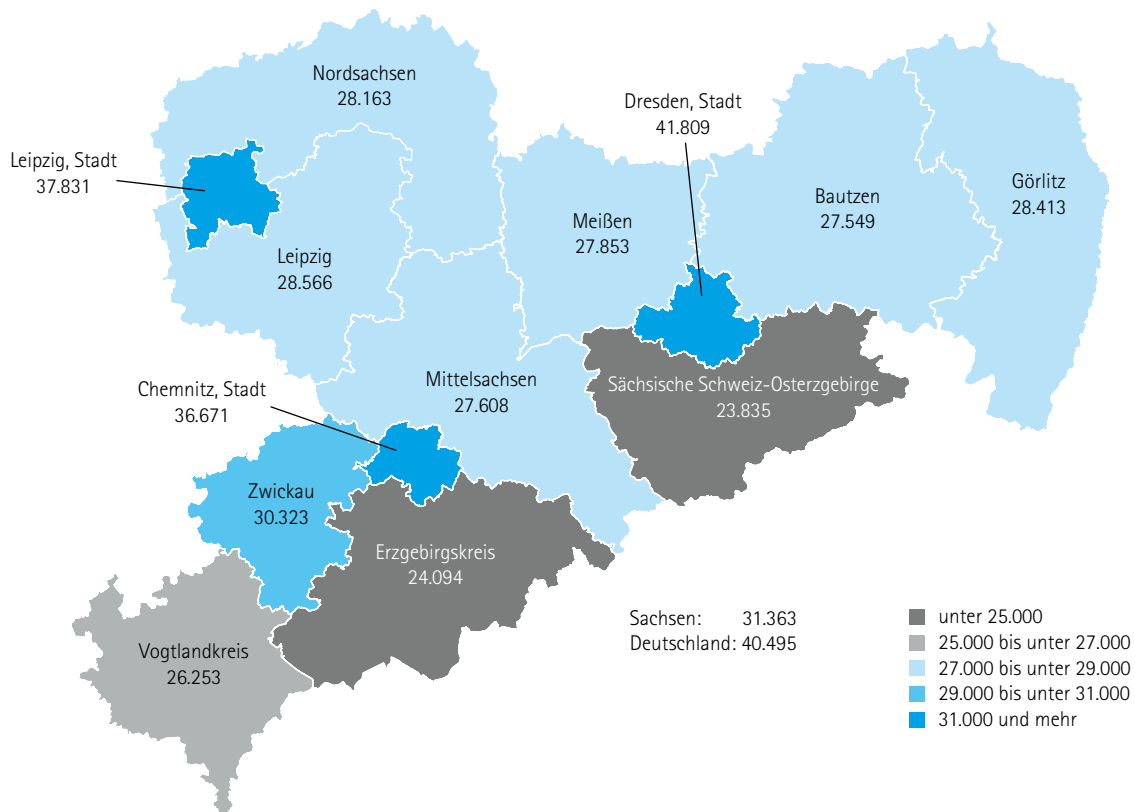 Nordsachsen
28.163
Dresden, Stadt
41.809
Leipzig, Stadt
37.831
Görlitz
28.413
Bautzen
27.549
Meißen
27.853
Leipzig
28.566
Mittelsachsen
27.608
Sächsische Schweiz-Osterzgebirge
23.835
Chemnitz, Stadt
36.671
Zwickau
30.323
Erzgebirgskreis
24.094
Vogtlandkreis
26.253
Sachsen: 31.363
Deutschland: 40.495
unter 25.000
25.000 bis unter 27.000
27.000 bis unter 29.000
29.000 bis unter 31.000
31.000 und mehr